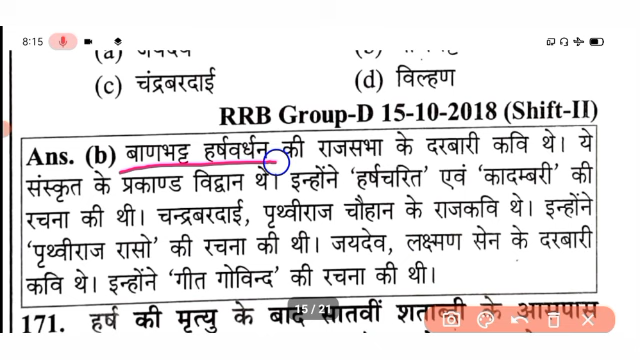 8:15
(a) जयदेव
(c) चंद्रबरदाई (d) विल्हण
RRB Group-D 15-10-2018 (Shift-II)
Ans. (b) बाणभट्ट हर्षवर्धन की राजसभा के दरबारी कवि थे। ये
संस्कृत के प्रकाण्ड विद्वान थे। इन्होंने 'हर्षचरित' एवं 'कादम्बरी' की
रचना की थी। चन्द्रबरदाई, पृथ्वीराज चौहान के राजकवि थे। इन्होंने
'पृथ्वीराज रासो' की रचना की थी। जयदेव, लक्ष्मण सेन के दरबारी
कवि थे। इन्होंने 'गीत गोविन्द' की रचना की थी।
15 / 21
171. हर्ष की मृत्यु के बाद सातवीं शताब्दी के आसपास